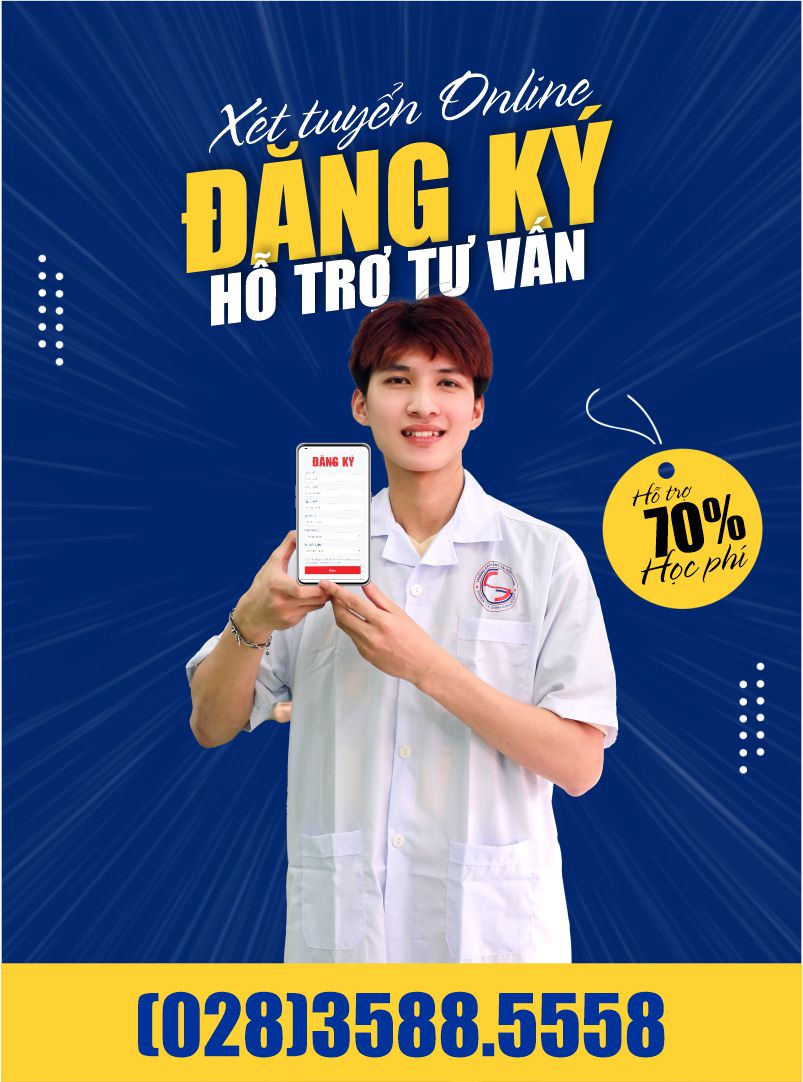 Xét tuyển Online
ĐĂNG KÝ
HỖ TRỢ TƯ VẤN
ĐĂNG KÝ
Hỗ trợ
70%
Học phí
(028)3588.5558